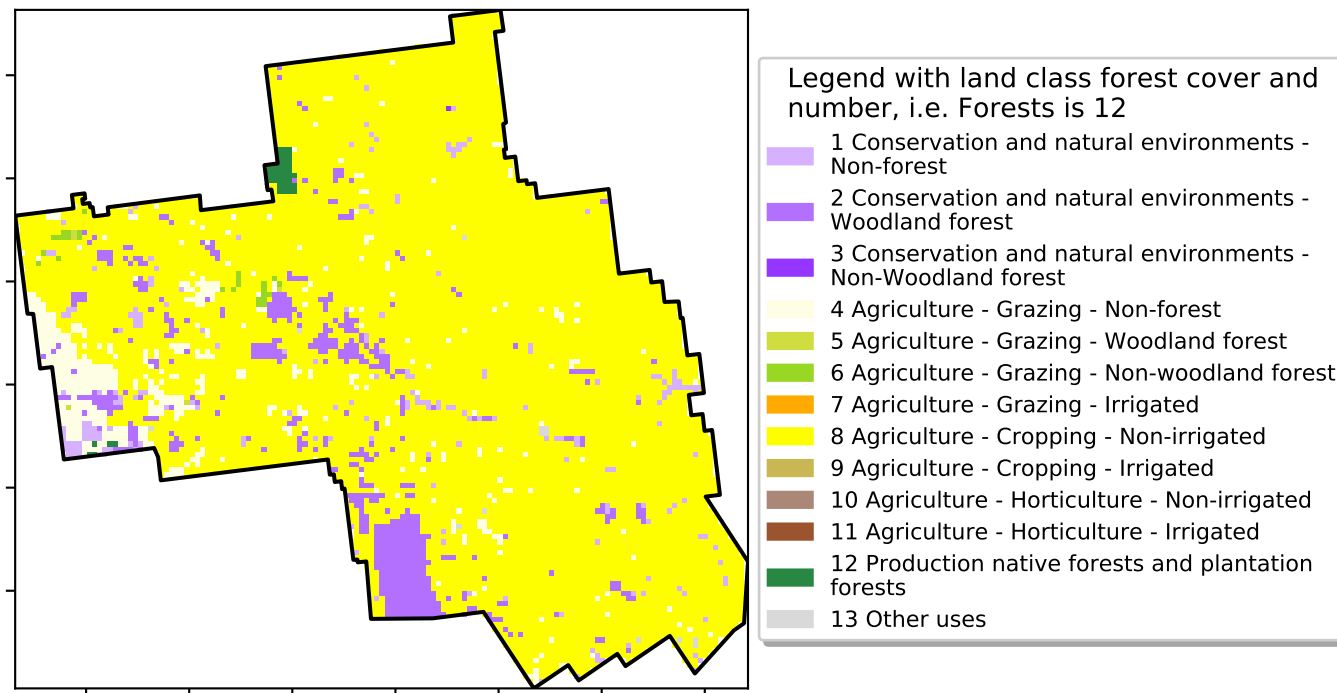 Legend with land class forest cover and
number, i.e. Forests is 12
1 Conservation and natural environments -
Non-forest
2 Conservation and natural environments -
Woodland forest
3 Conservation and natural environments -
Non-Woodland forest
4 Agriculture - Grazing - Non-forest
5 Agriculture - Grazing - Woodland forest
6 Agriculture - Grazing - Non-woodland forest
7 Agriculture - Grazing - Irrigated
8 Agriculture - Cropping - Non-irrigated
9 Agriculture - Cropping - Irrigated
10 Agriculture - Horticulture - Non-irrigated
11 Agriculture - Horticulture - Irrigated
12 Production native forests and plantation
forests
13 Other uses